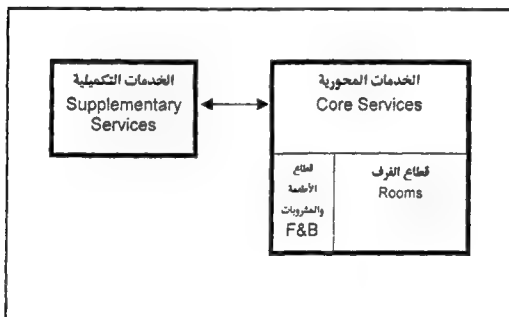 الخدمات المحورية
Core Services
قطاع الغرف
Rooms
قطاع
الأطعمة
والمشروبات
F&B
الخدمات التكميلية
Supplementary
Services